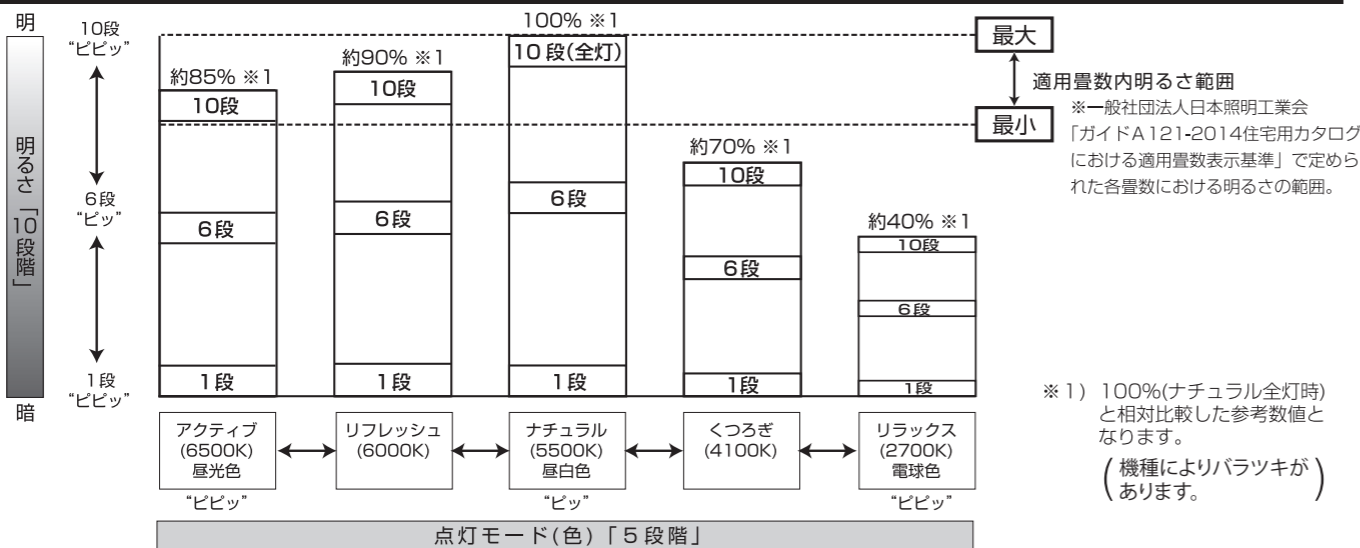 明
明るさ「10段階」
暗
10段
“ピピッ”
6段
“ピッ”
1段
“ピピッ”
約85% ※1
10段
6段
1段
約90% ※1
10段
6段
1段
100% ※1
10段(全灯)
6段
1段
約70% ※1
10段
6段
1段
約40% ※1
10段
6段
1段
最大
適用畳数内明るさ範囲
最小
※一般社団法人日本照明工業会
「ガイドA121-2014住宅用カタログ
における適用畳数表示基準」で定めら
れた各畳数における明るさの範囲。
アクティブ
(6500K)
昼光色
“ピピッ”
リフレッシュ
(6000K)
ナチュラル
(5500K)
昼白色
“ピッ”
くつろぎ
(4100K)
リラックス
(2700K)
電球色
“ピピッ”
点灯モード(色)「5段階」
※1) 100%(ナチュラル全灯時)
と相対比較した参考数値と
なります。
(機種によりバラツキが
あります。)